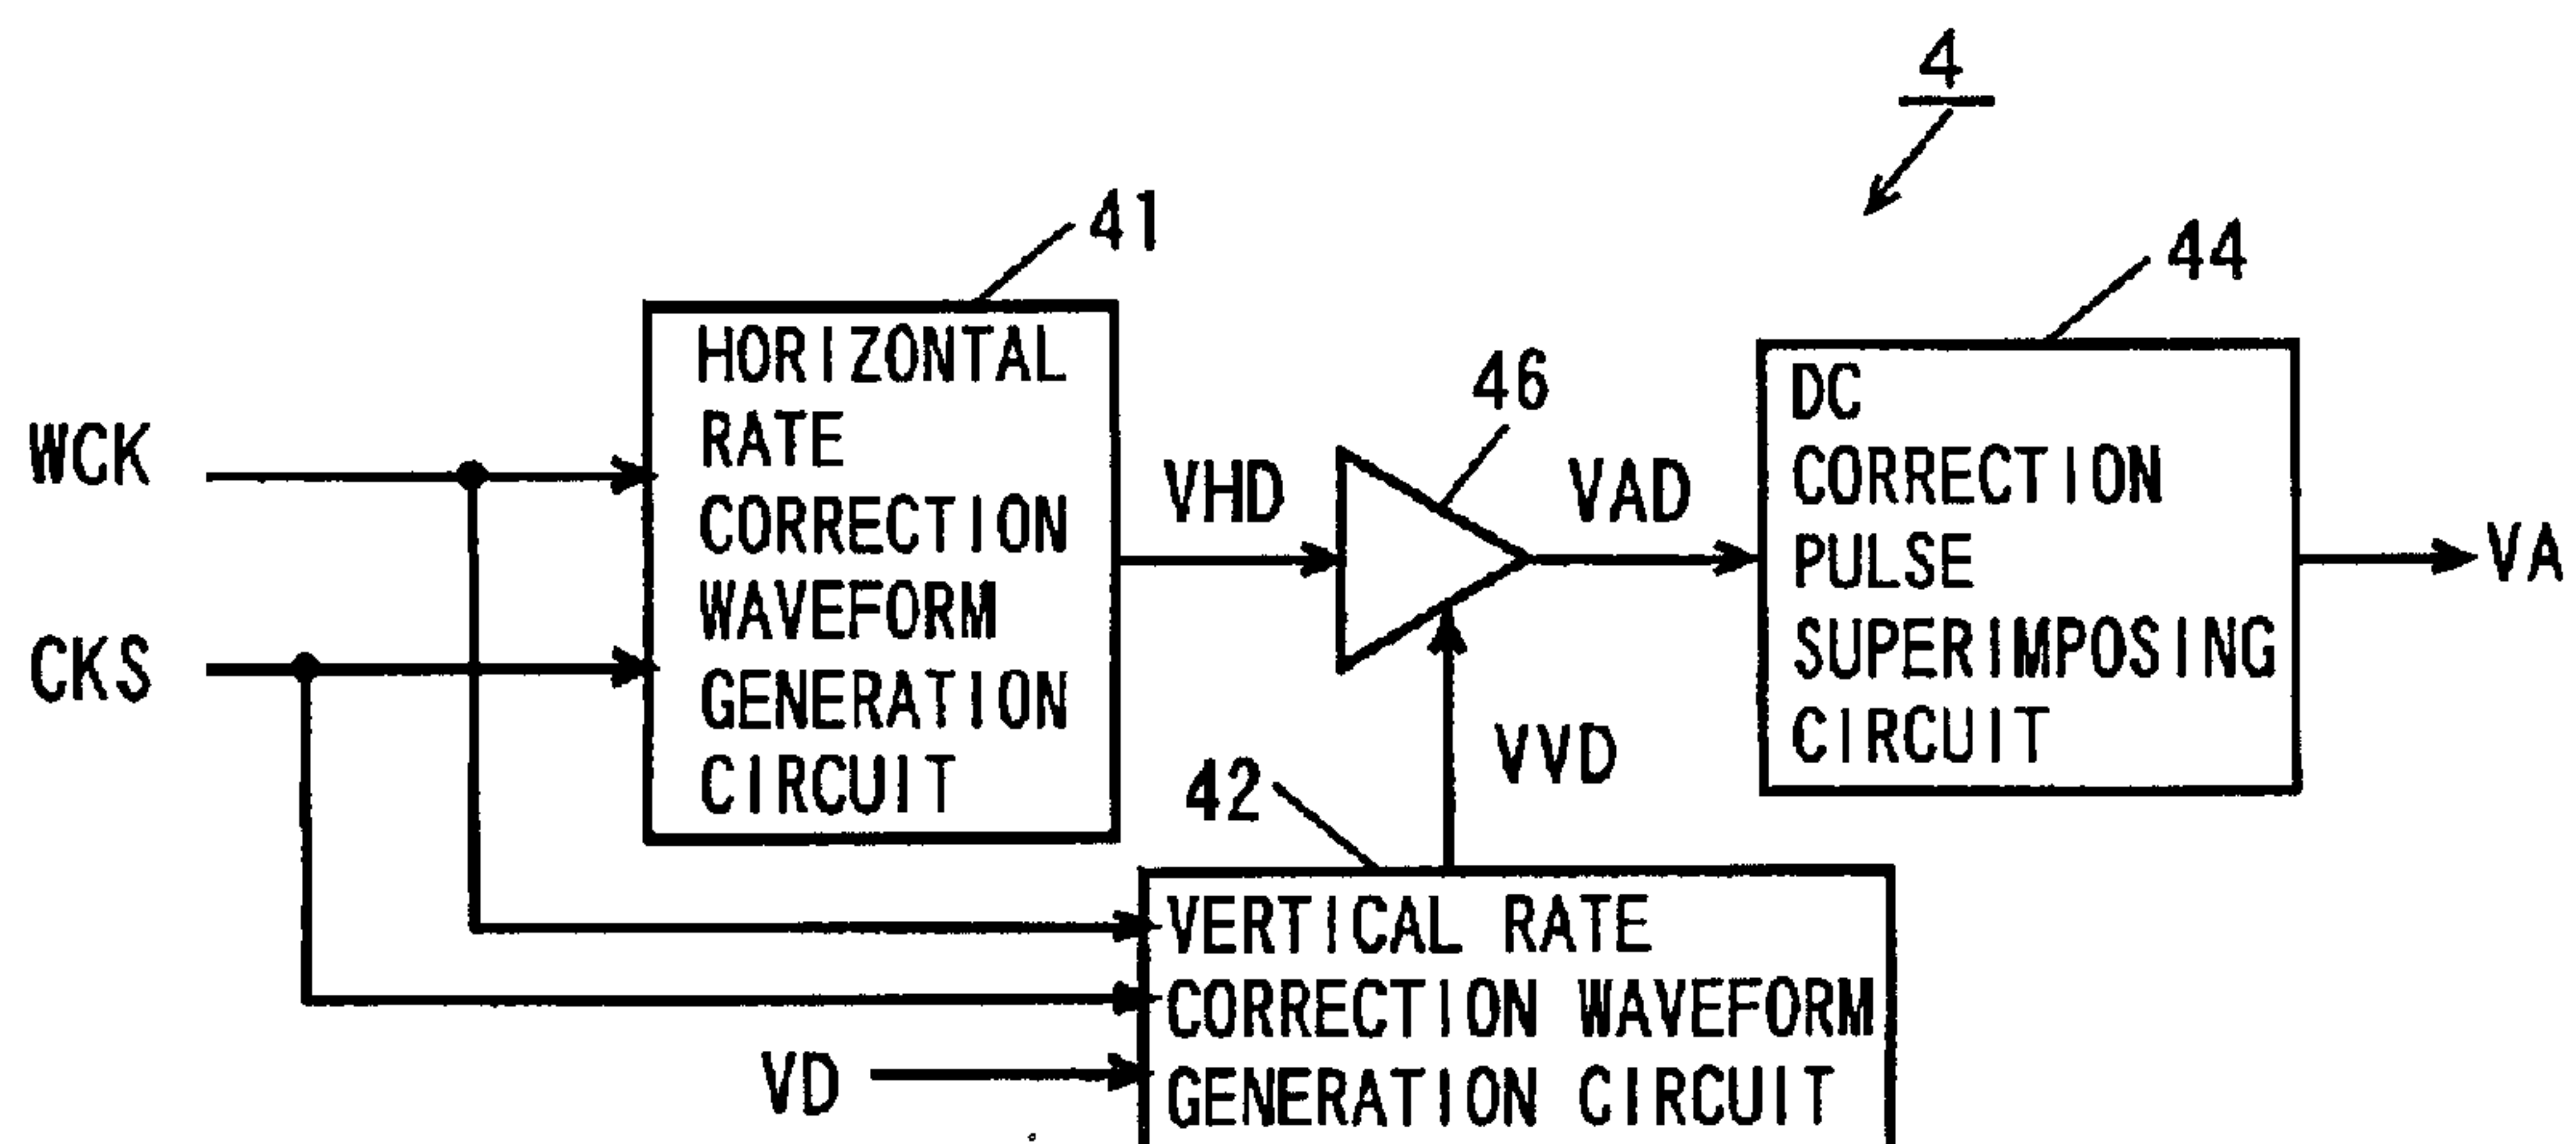 4
41
44
HORIZONTAL
RATE
CORRECTION
WAVEFORM
GENERATION
CIRCUIT
46
DC
CORRECTION
PULSE
SUPERIMPOSING
CIRCUIT
WCK
CKS
VHD
VAD
VA
VVD
42
VERTICAL RATE
CORRECTION WAVEFORM
GENERATION CIRCUIT
VD